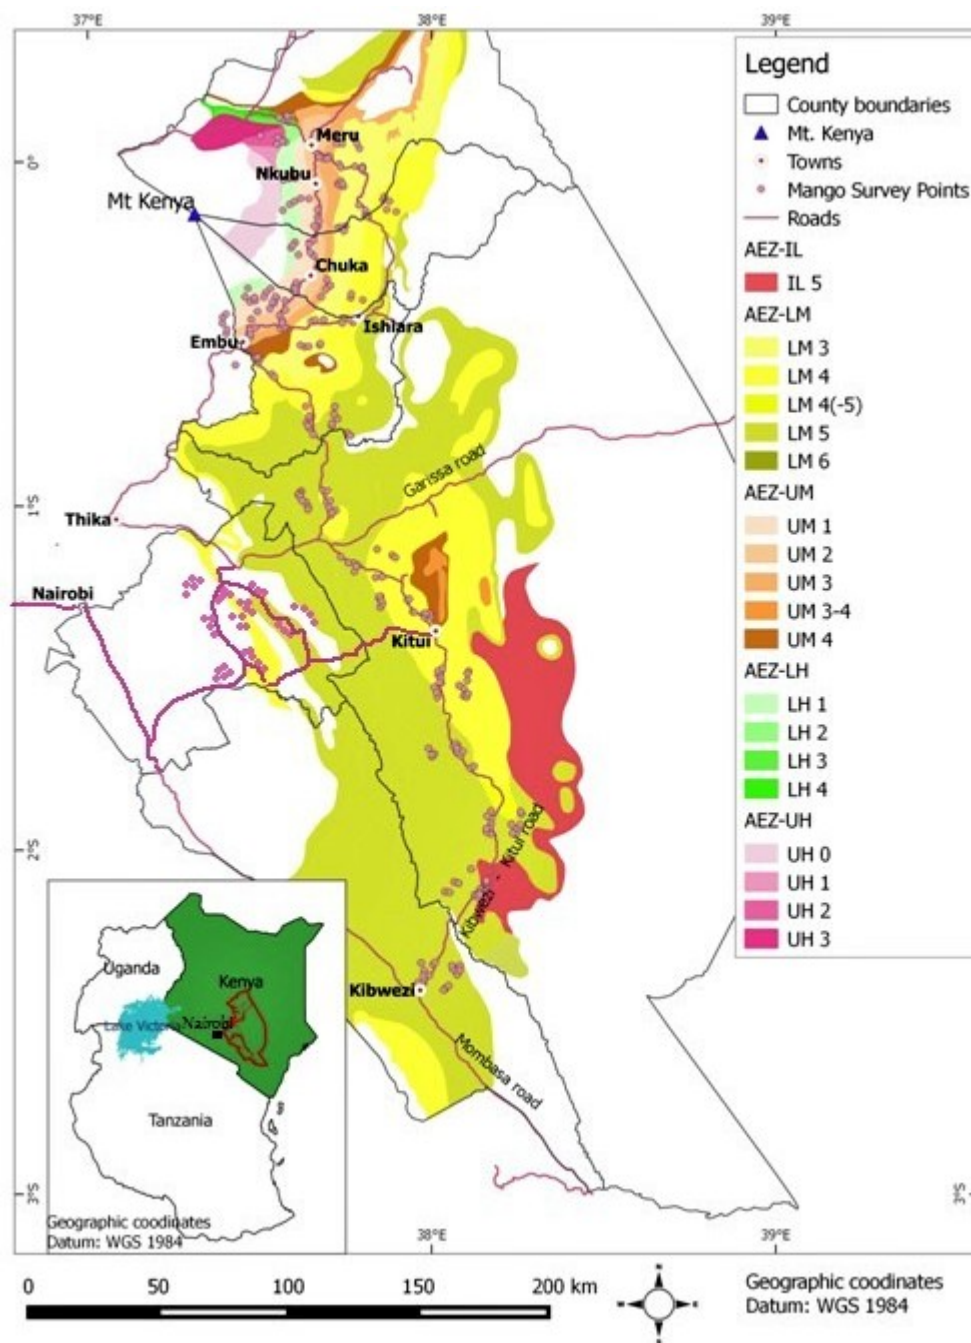 37°E 38°E 39°E
Legend
County boundaries
Mt. Kenya
Towns
Mango Survey Points
Roads
AEZ-IL
IL 5
AEZ-LM
LM 3
LM 4
LM 4(-5)
LM 5
LM 6
AEZ-UM
UM 1
UM 2
UM 3
UM 3-4
UM 4
AEZ-LH
LH 1
LH 2
LH 3
LH 4
AEZ-UH
UH 0
UH 1
UH 2
UH 3
0°
1°S
2°S
3°S
3°S
Meru
Nkubu
Mt Kenya
Chuka
Ishiara
Embu
Garissa road
Thika
Nairobi
Kitui
Kibwezi - Kitui road
Kibwezi
Mombasa road
Uganda
Kenya
Lake Victoria
Nairobi
Tanzania
Geographic coodinates
Datum: WGS 1984
37°E 38°E 39°E
0 50 100 150 200 km
N
Geographic coodinates
Datum: WGS 1984